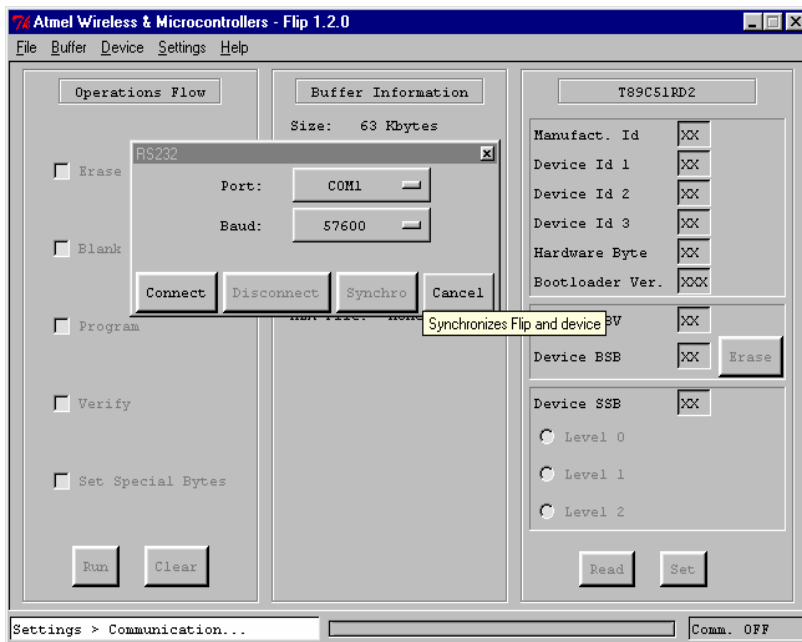 Atmel Wireless & Microcontrollers - Flip 1.2.0
File Buffer Device Settings Help
Operations Flow
Erase
Blank
Program
Verify
Set Special Bytes
Run Clear
Buffer Information
Size: 63 Kbytes
RS232
Port: COM1
Baud: 57600
Connect Disconnect Synchro Cancel
Synchronizes Flip and device
T89C51RD2
Manufact. Id XX
Device Id 1 XX
Device Id 2 XX
Device Id 3 XX
Hardware Byte XX
Bootloader Ver. XXX
XX
Device BSB XX Erase
Device SSB XX
Level 0
Level 1
Level 2
Read Set
Settings > Communication...
Comm. OFF